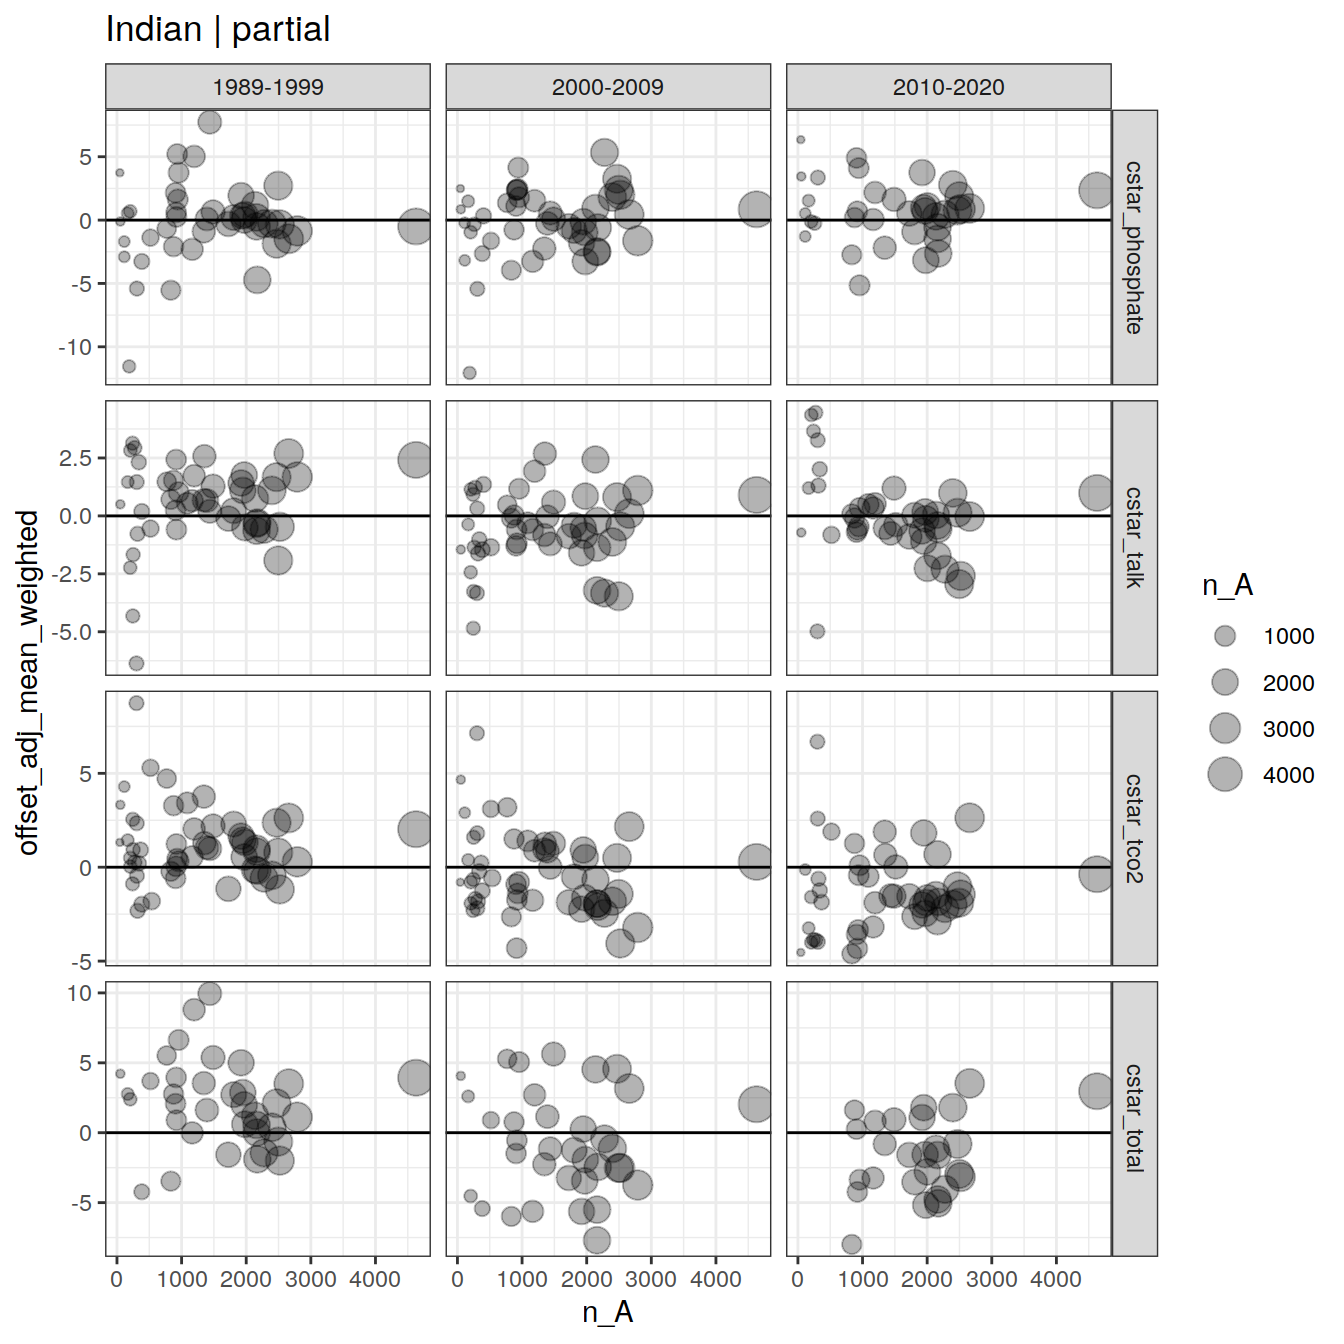 Indian | partial
1989-1999
2000-2009
2010-2020
5
0
-5
-10
cstar_phosphate
2.5
0.0
-2.5
-5.0
cstar_talk
5
0
-5
cstar_tco2
10
5
0
-5
cstar_total
0 1000 2000 3000 4000
0 1000 2000 3000 4000
0 1000 2000 3000 4000
n_A
offset_adj_mean_weighted
n_A
1000
2000
3000
4000